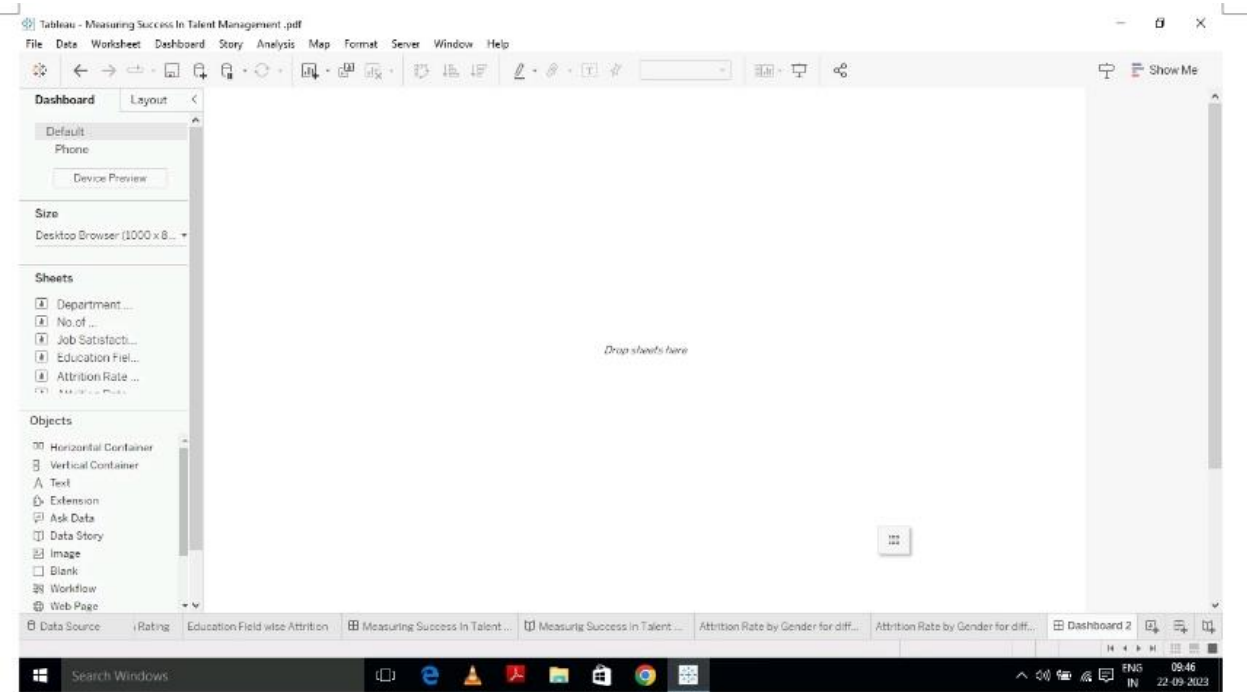 Tableau - Measuring Success In Talent Management .pdf
File Data Worksheet Dashboard Story Analysis Map Format Server Window Help
Show Me
Dashboard Layout
Default
Phone
Device Preview
Size
Desktop Browser (1000 x 8...
Sheets
Department ...
No.of ...
Job Satisfacti...
Education Fiel...
Attrition Rate ...
Drop sheets here
Objects
Horizontal Container
Vertical Container
A Text
Extension
Ask Data
Data Story
Image
Blank
Workflow
Web Page
Data Source Rating Education Field wise Attrition Measuring Success In Talent ... Measurig Success In Talent ... Attrition Rate by Gender for diff... Attrition Rate by Gender for diff... Dashboard 2
Search Windows
ENG 09:46
IN 22-09-2023